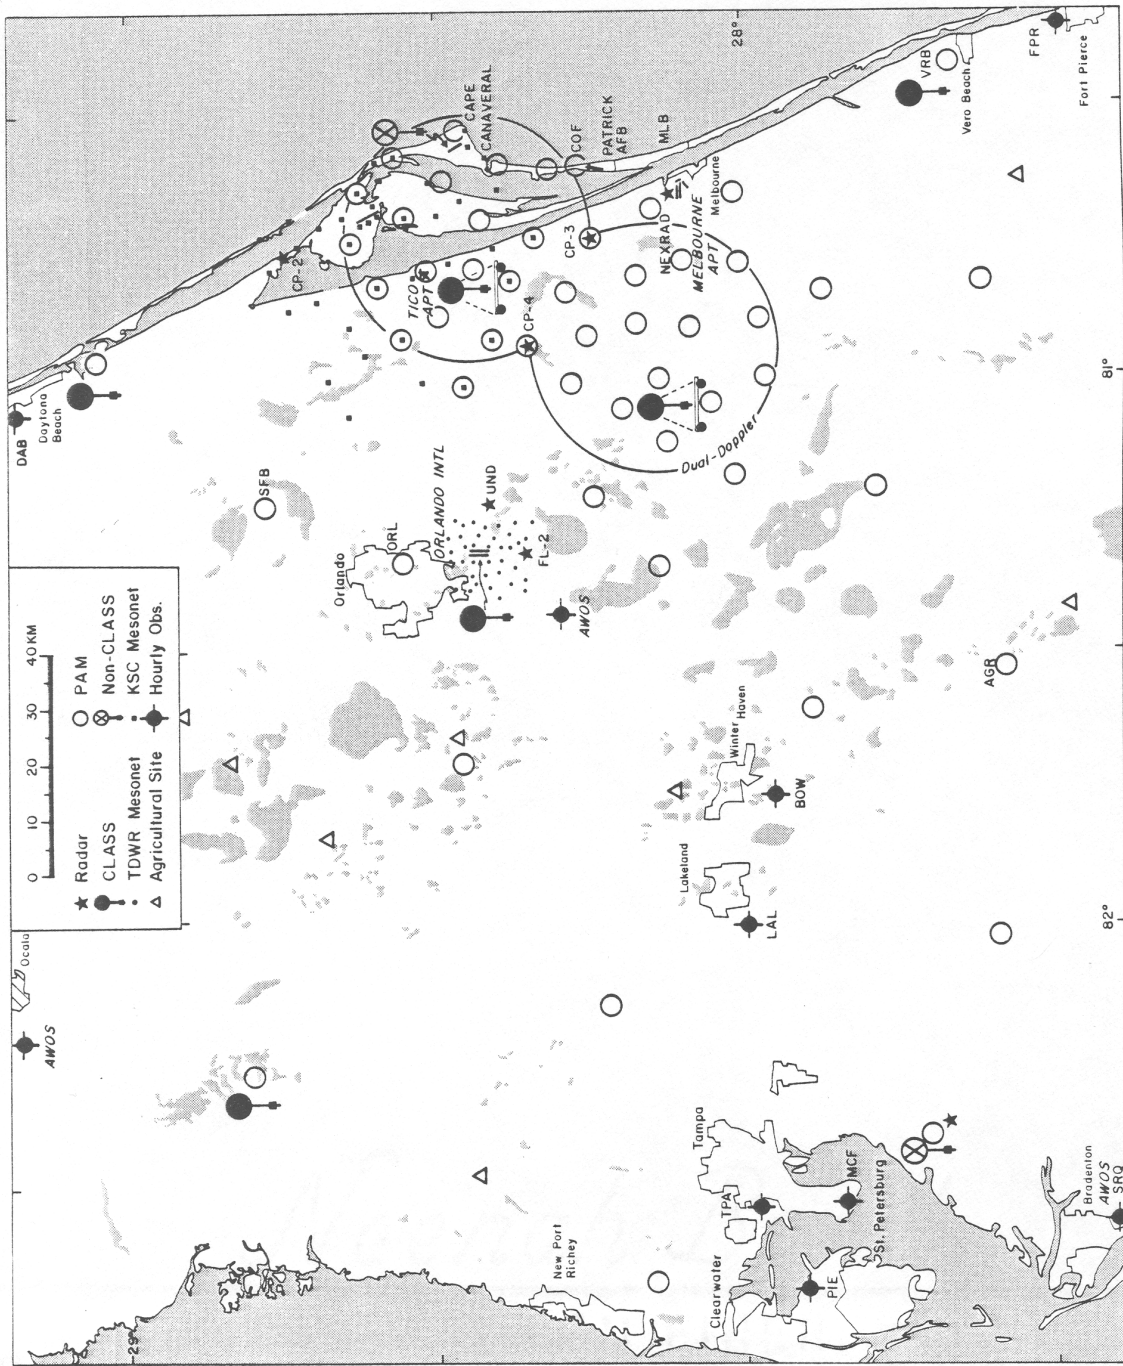 40 KM
30
20
10
0
★ Radar
CLASS
TDWR Mesonet
△ Agricultural Site
PAM
Non-CLASS
KSC Mesonet
Hourly Obs.
29°
28°
81°
82°
Ocala
AWOS
DAB
Daytona
Beach
SFB
Orlando
ORL
ORLANDO INTL
UND
FL-2
AWOS
CP-2
TICO
APT
CAPE
CANAVERAL
COF
PATRICK
AFB
MLB
CP-3
CP-4
NEXRAD
MELBOURNE
APT
Melbourne
Dual-Doppler
VRB
Vero Beach
FPR
Fort Pierce
AGR
Winter
Haven
BOW
Lakeland
LAL
Tampa
TPA
MCF
St. Petersburg
PIE
Clearwater
New Port
Richey
Bradenton
AWOS
SRQ